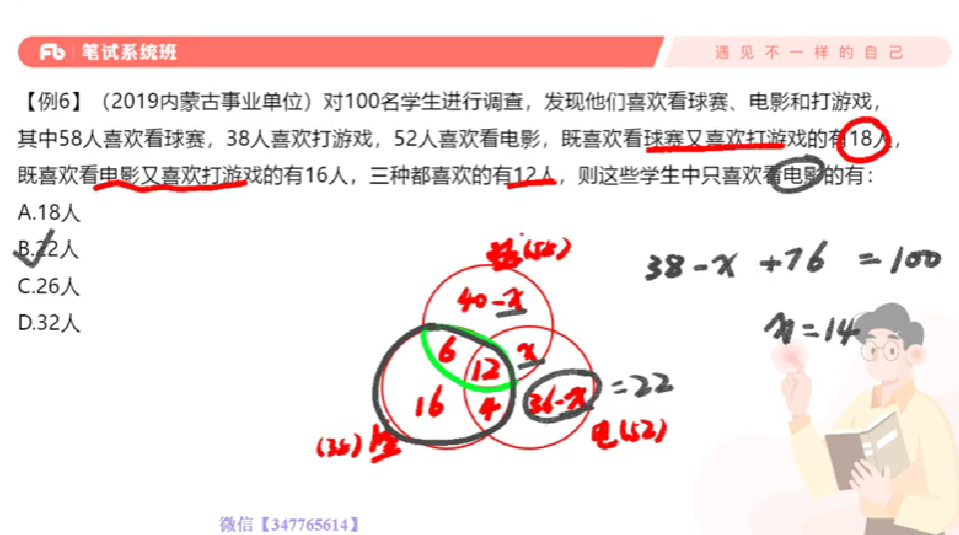 Fb 笔试系统班
遇见不一样的自己
【例6】（2019内蒙古事业单位）对100名学生进行调查，发现他们喜欢看球赛、电影和打游戏，
其中58人喜欢看球赛，38人喜欢打游戏，52人喜欢看电影，既喜欢看球赛又喜欢打游戏的有18人，
既喜欢看电影又喜欢打游戏的有16人，三种都喜欢的有12人，则这些学生中只喜欢看电影的有：
A.18人
B.22人
C.26人
D.32人
38-x+76=100
x=14
(58)
40-x
6
12
x
16
4
36-x
=22
(38)
电(52)
微信【347765614】